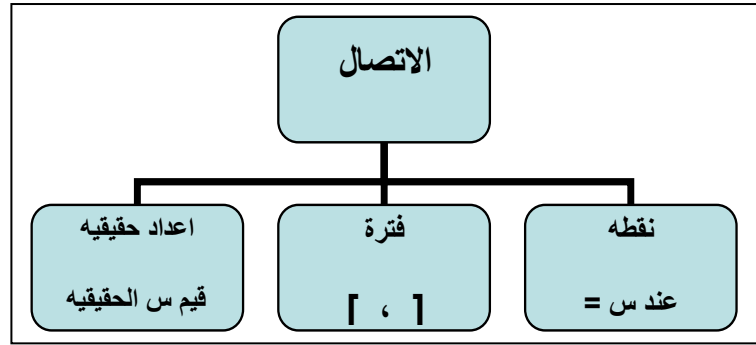 الاتصال
نقطه
عند س =
فترة
[ ، ]
اعداد حقيقيه
قيم س الحقيقيه